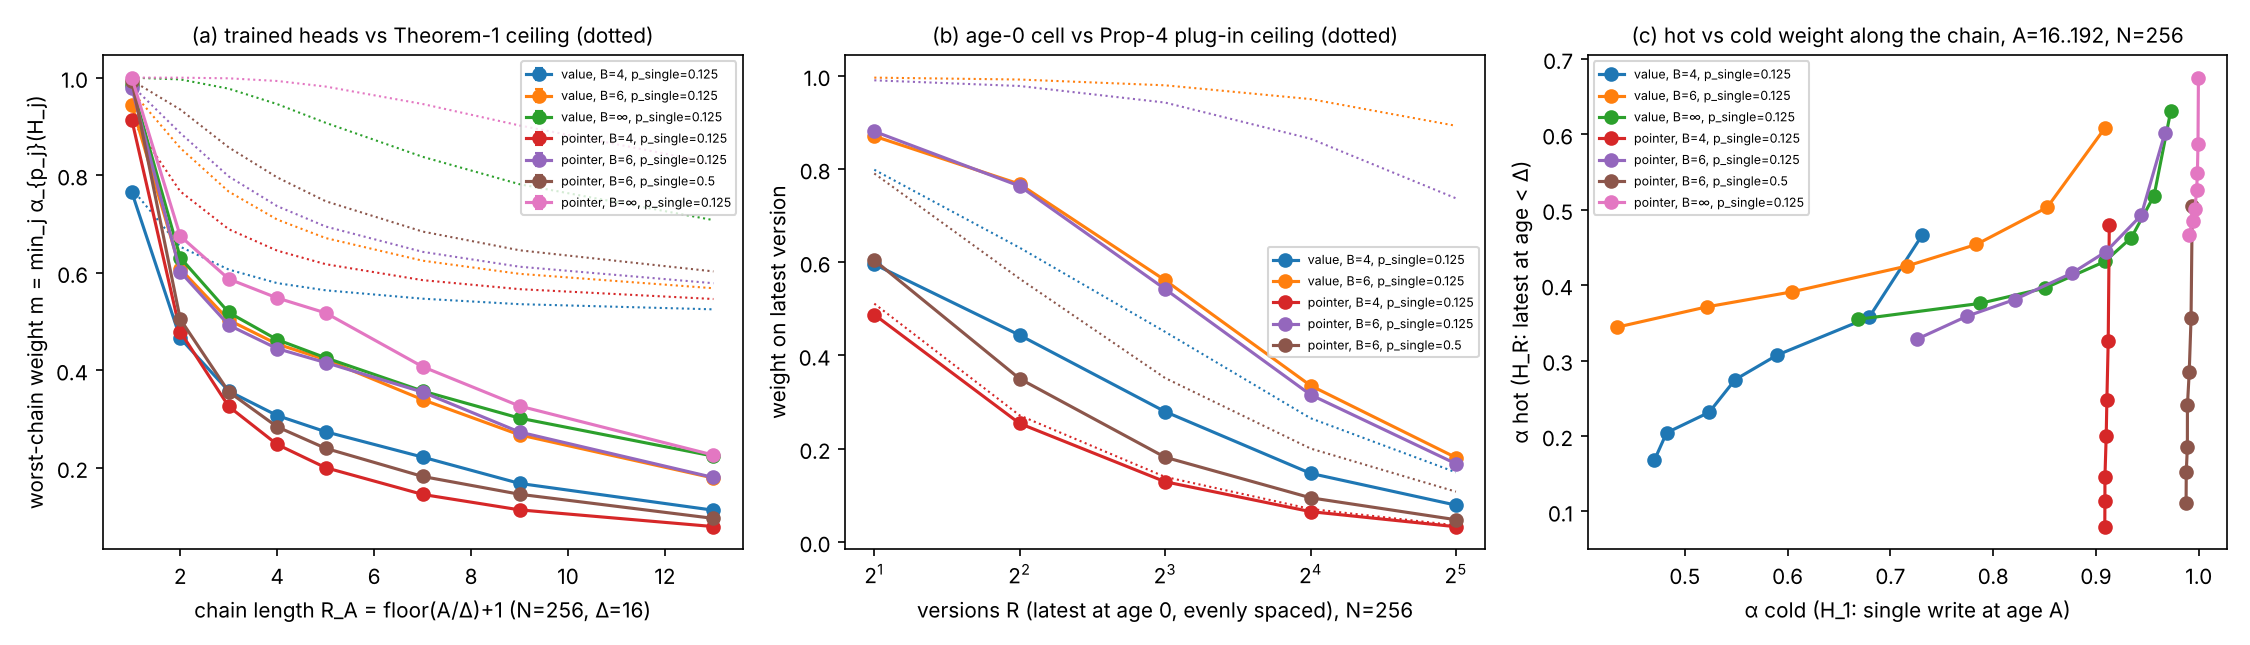 (a) trained heads vs Theorem-1 ceiling (dotted)
worst-chain weight m = min_j α_{p_j}(H_j)
1.0
0.8
0.6
0.4
0.2
2
4
6
8
10
12
chain length R_A = floor(A/Δ)+1 (N=256, Δ=16)
value, B=4, p_single=0.125
value, B=6, p_single=0.125
value, B=∞, p_single=0.125
pointer, B=4, p_single=0.125
pointer, B=6, p_single=0.125
pointer, B=6, p_single=0.5
pointer, B=∞, p_single=0.125
(b) age-0 cell vs Prop-4 plug-in ceiling (dotted)
weight on latest version
1.0
0.8
0.6
0.4
0.2
0.0
2¹
2²
2³
2⁴
2⁵
versions R (latest at age 0, evenly spaced), N=256
value, B=4, p_single=0.125
value, B=6, p_single=0.125
pointer, B=4, p_single=0.125
pointer, B=6, p_single=0.125
pointer, B=6, p_single=0.5
(c) hot vs cold weight along the chain, A=16..192, N=256
α hot (H_R: latest at age < Δ)
0.7
0.6
0.5
0.4
0.3
0.2
0.1
0.5
0.6
0.7
0.8
0.9
1.0
α cold (H_1: single write at age A)
value, B=4, p_single=0.125
value, B=6, p_single=0.125
value, B=∞, p_single=0.125
pointer, B=4, p_single=0.125
pointer, B=6, p_single=0.125
pointer, B=6, p_single=0.5
pointer, B=∞, p_single=0.125